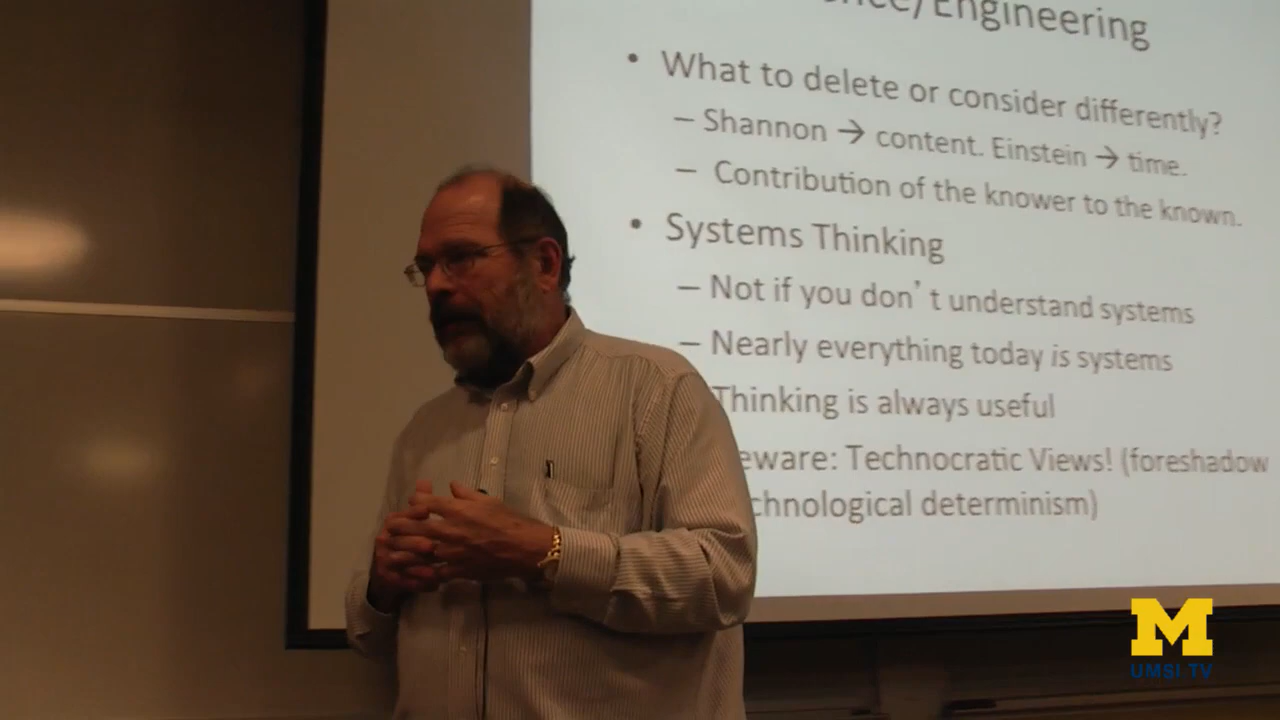 Engineering
• What to delete or consider differently?
– Shannon → content. Einstein → time.
– Contribution of the knower to the known.
• Systems Thinking
– Not if you don't understand systems
– Nearly everything today is systems
Thinking is always useful
eware: Technocratic Views! (foreshadow
chnological determinism)
M
UMSI TV